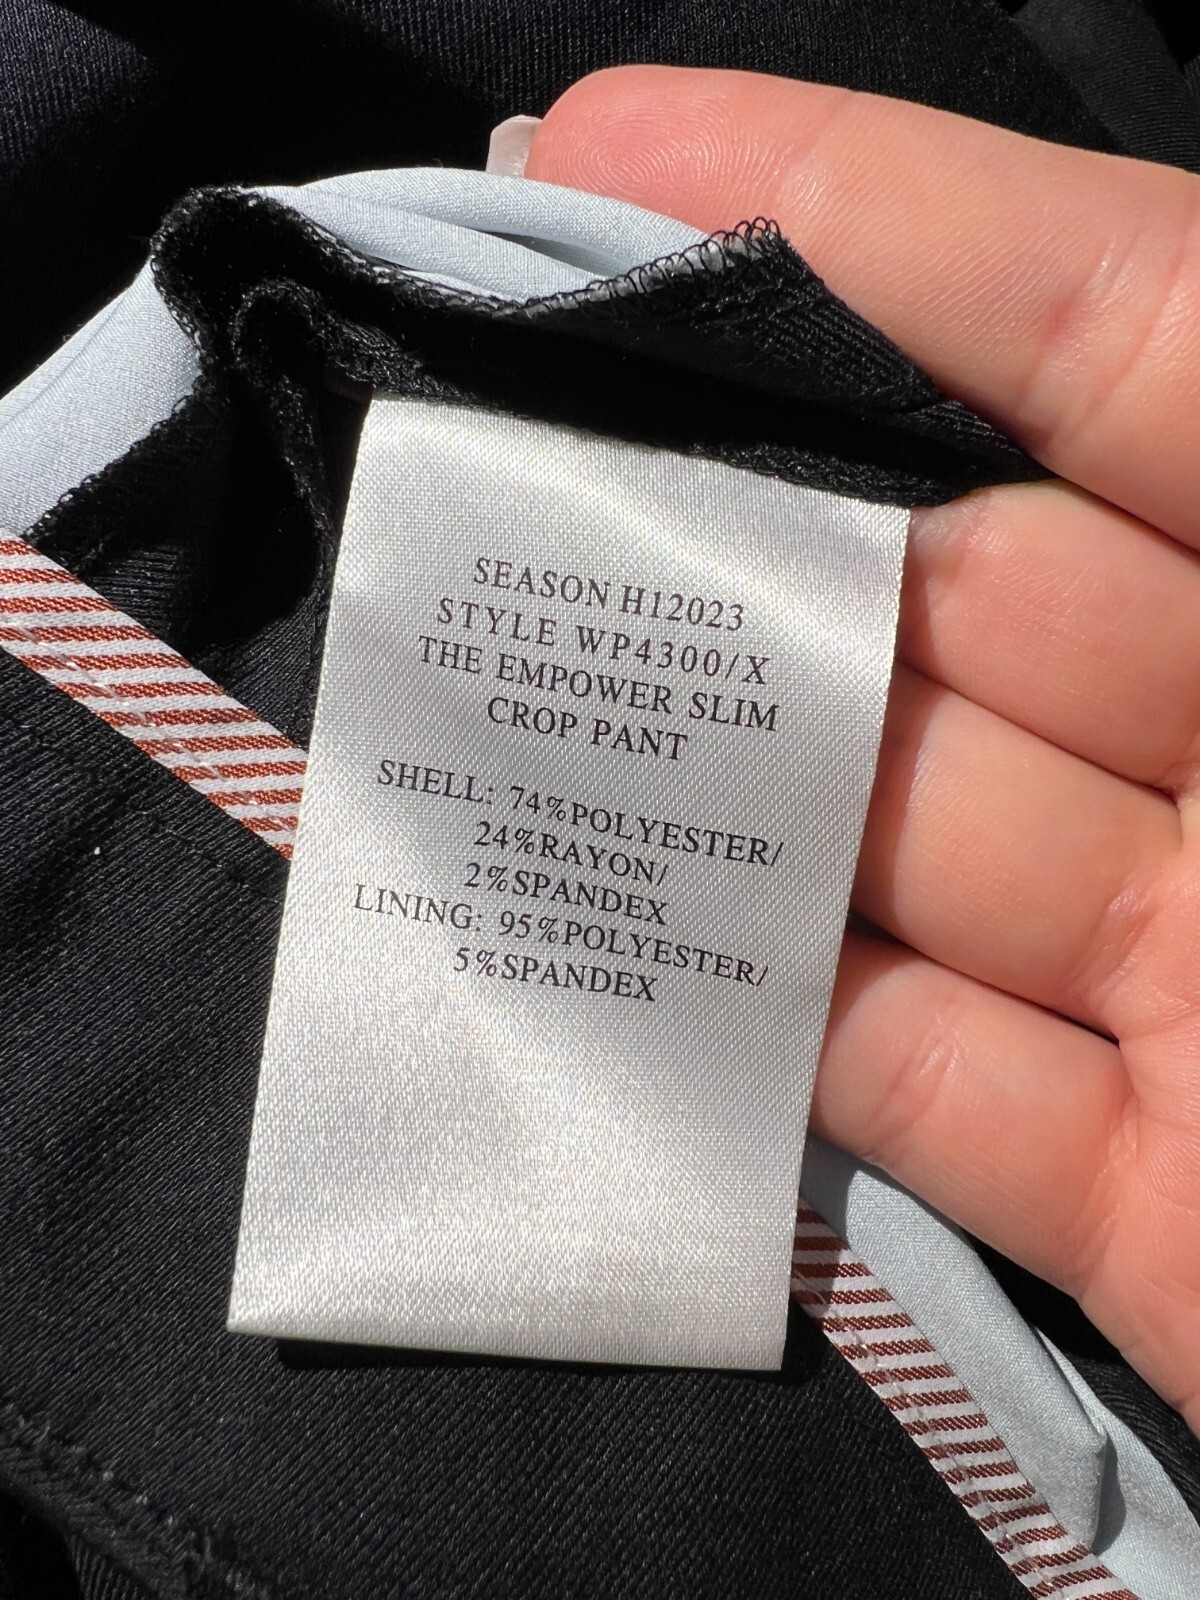 SEASON H12023
STYLE WP4300/X
THE EMPOWER SLIM
CROP PANT
SHELL: 74%POLYESTER/
24%RAYON/
2%SPANDEX
LINING: 95%POLYESTER/
5%SPANDEX